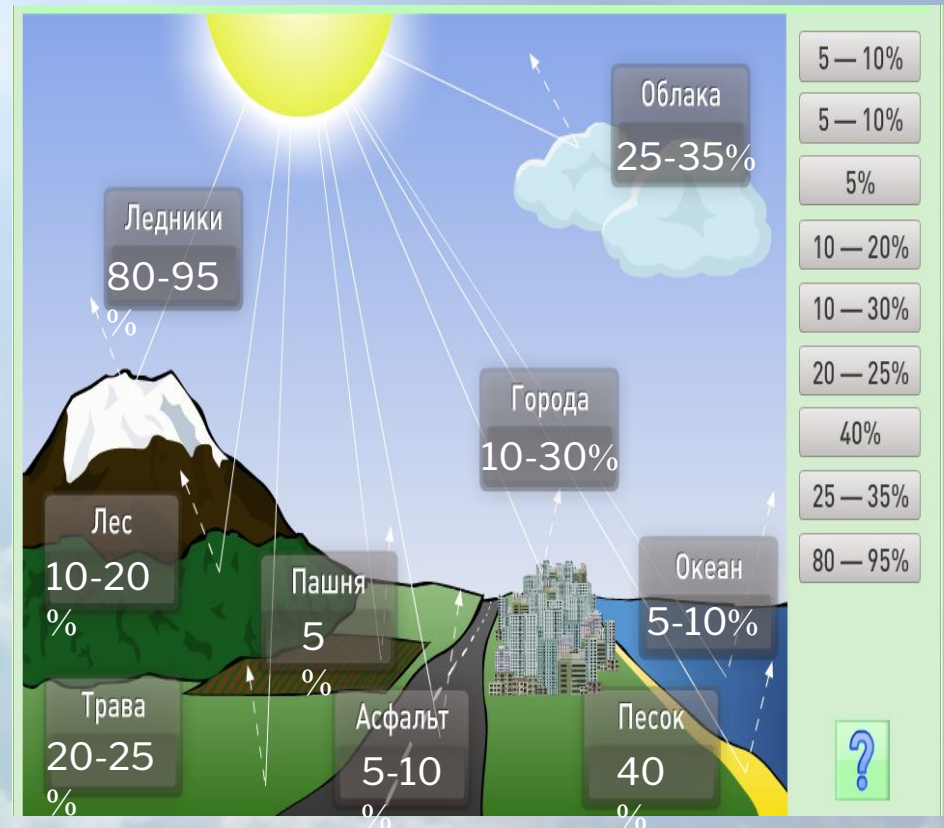 Облака
25-35%
Ледники
80-95
%
Города
10-30%
Лес
10-20
%
Пашня
5
%
Океан
5-10%
Трава
20-25
%
Асфальт
5-10
%
Песок
40
%
5 — 10%
5 — 10%
5%
10 — 20%
10 — 30%
20 — 25%
40%
25 — 35%
80 — 95%
?